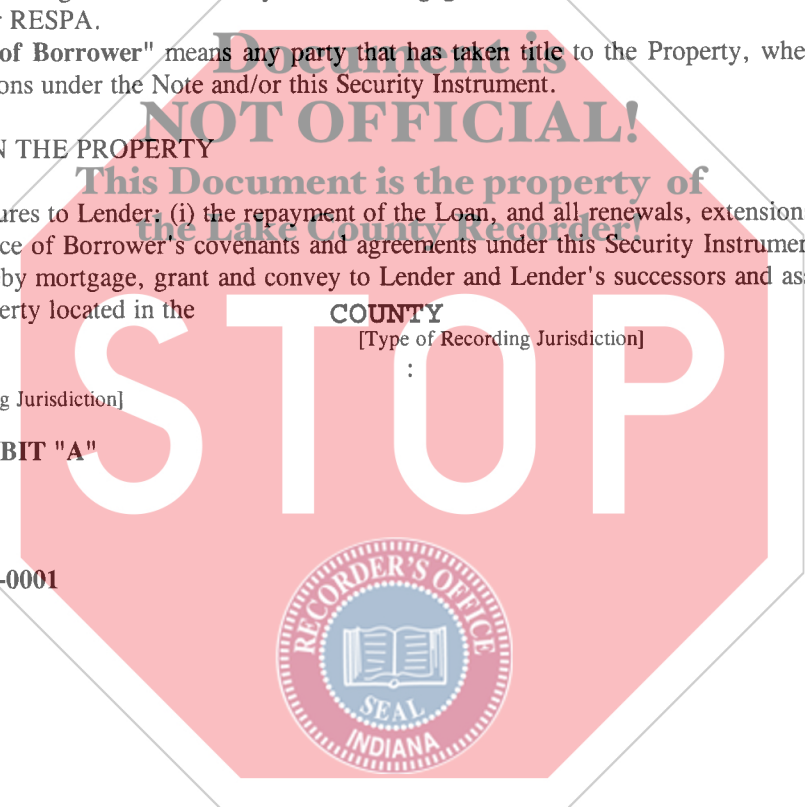 r RESPA.
Document is
of Borrower" means any party that has taken title to the Property, whe
ons under the Note and/or this Security Instrument.
NOT OFFICIAL!
N THE PROPERTY
This Document is the property of
ures to Lender: (i) the repayment of the Loan, and all renewals, extension
the Lake County Recorder!
ce of Borrower's covenants and agreements under this Security Instrumen
by mortgage, grant and convey to Lender and Lender's successors and as
erty located in the COUNTY
[Type of Recording Jurisdiction]
:
g Jurisdiction]
STOP
BIT "A"
-0001
RECORDER'S OFFICE
SEAL
INDIANA